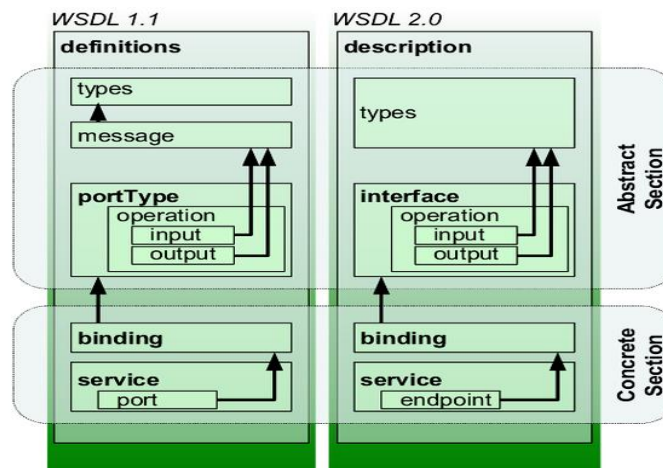 WSDL 1.1
definitions
types
message
portType
operation
input
output
binding
service
port
WSDL 2.0
description
types
interface
operation
input
output
binding
service
endpoint
Abstract
Section
Concrete
Section